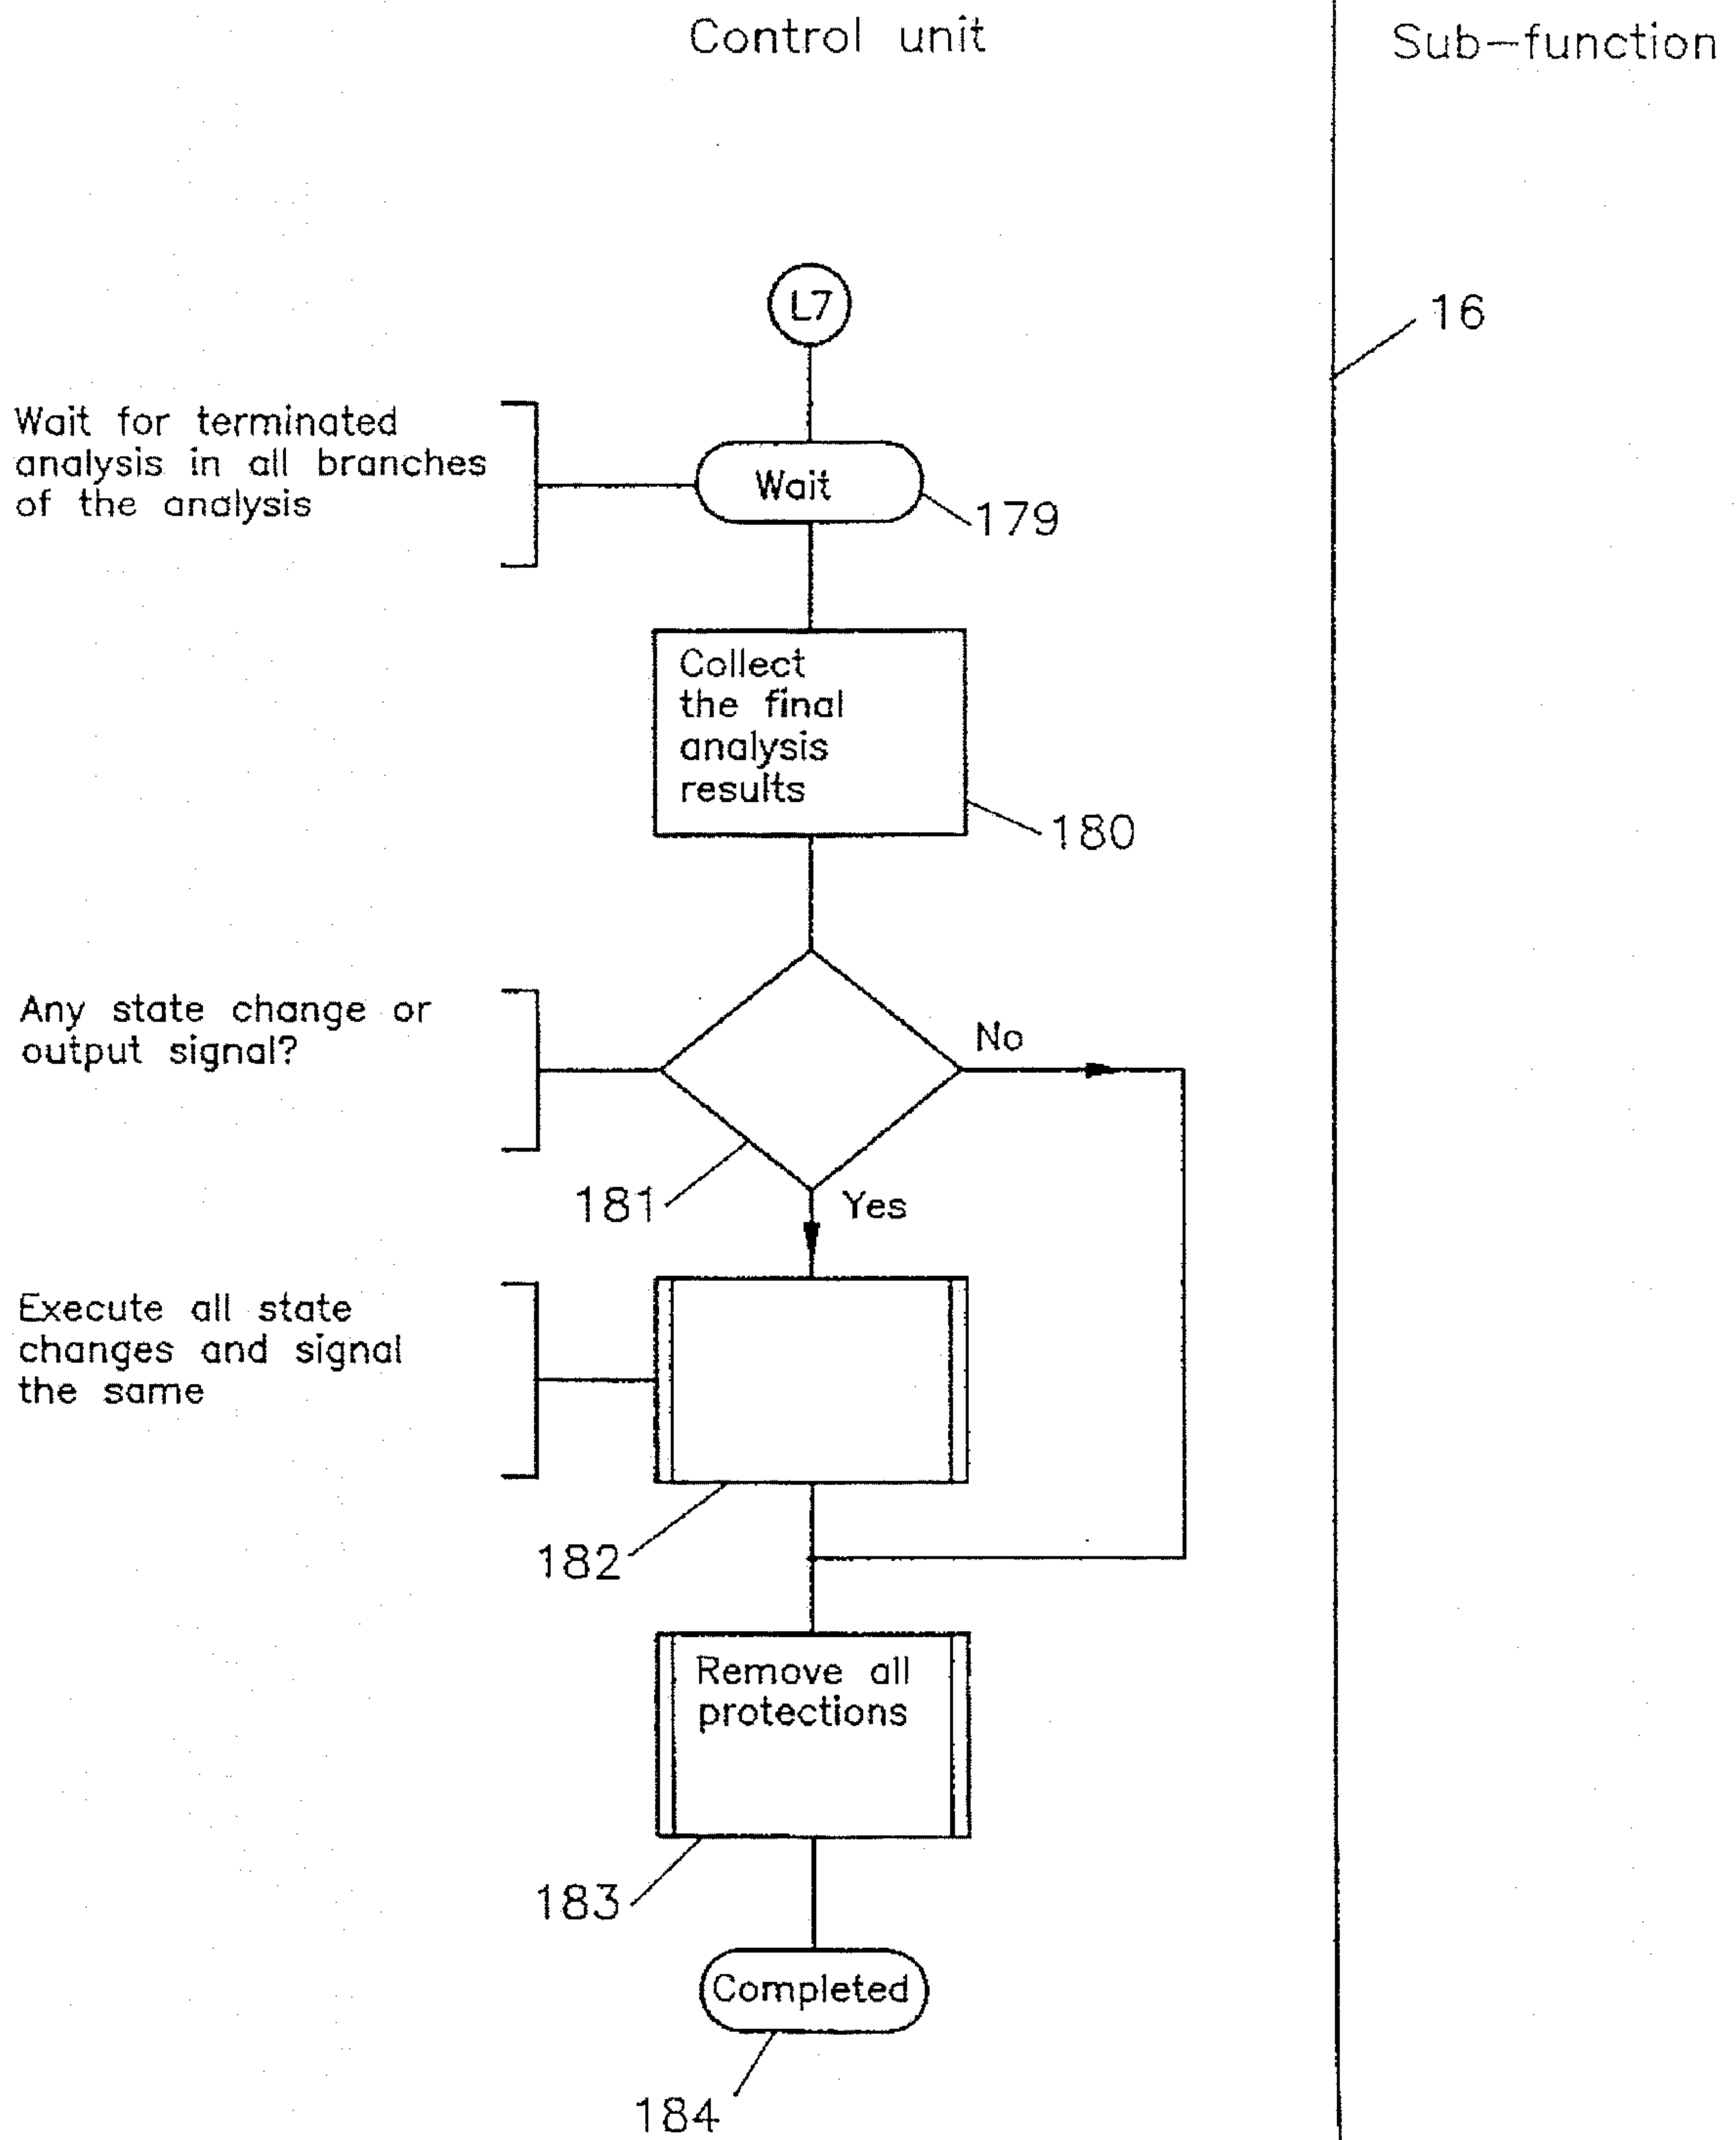 Control unit
Sub-function
L7
16
Wait for terminated
analysis in all branches
of the analysis
Wait
179
Collect
the final
analysis
results
180
Any state change or
output signal?
No
181
Yes
Execute all state
changes and signal
the same
182
Remove all
protections
183
Completed
184